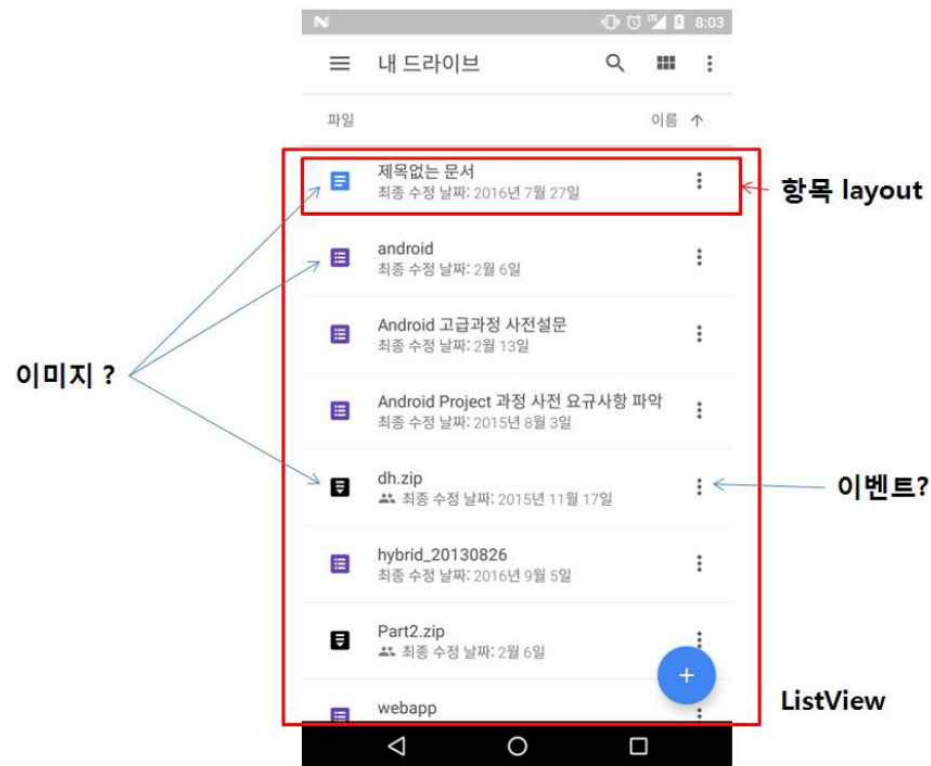 8:03
내 드라이브
파일 이름
제목없는 문서
최종 수정 날짜: 2016년 7월 27일
항목 layout
android
최종 수정 날짜: 2월 6일
Android 고급과정 사전설문
최종 수정 날짜: 2월 13일
이미지 ?
Android Project 과정 사전 요규사항 파악
최종 수정 날짜: 2015년 8월 3일
dh.zip
최종 수정 날짜: 2015년 11월 17일
이벤트?
hybrid_20130826
최종 수정 날짜: 2016년 9월 5일
Part2.zip
최종 수정 날짜: 2월 6일
ListView
webapp